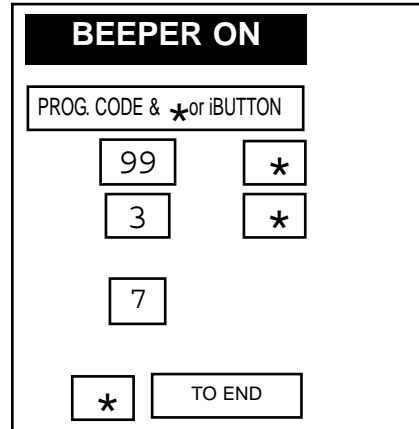 BEEPER ON
PROG. CODE & * or iBUTTON
99 *
3 *
7
* TO END